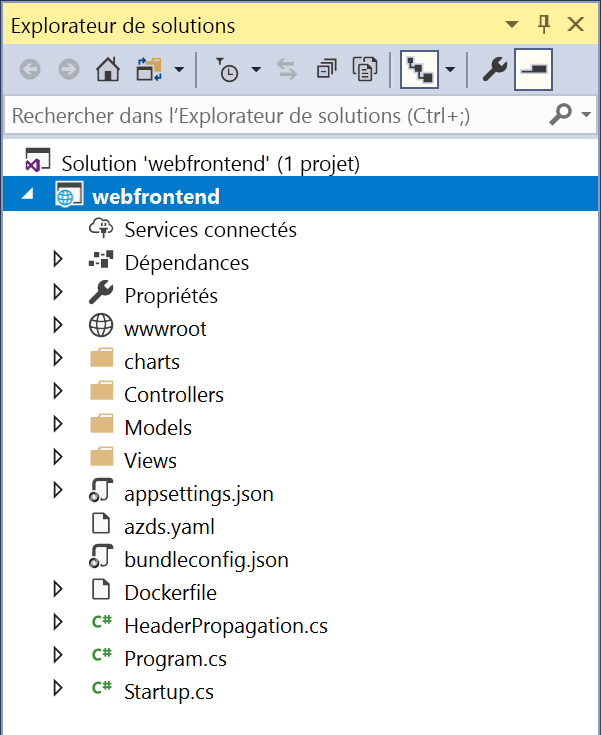 Explorateur de solutions
Rechercher dans l’Explorateur de solutions (Ctrl+;)
Solution 'webfrontend' (1 projet)
webfrontend
Services connectés
Dépendances
Propriétés
wwwroot
charts
Controllers
Models
Views
appsettings.json
azds.yaml
bundleconfig.json
Dockerfile
C# HeaderPropagation.cs
C# Program.cs
C# Startup.cs